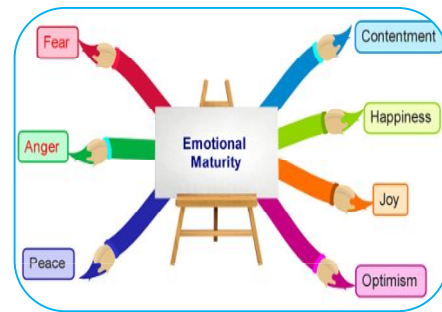 Fear
Contentment
Happiness
Emotional
Maturity
Anger
Joy
Peace
Optimism